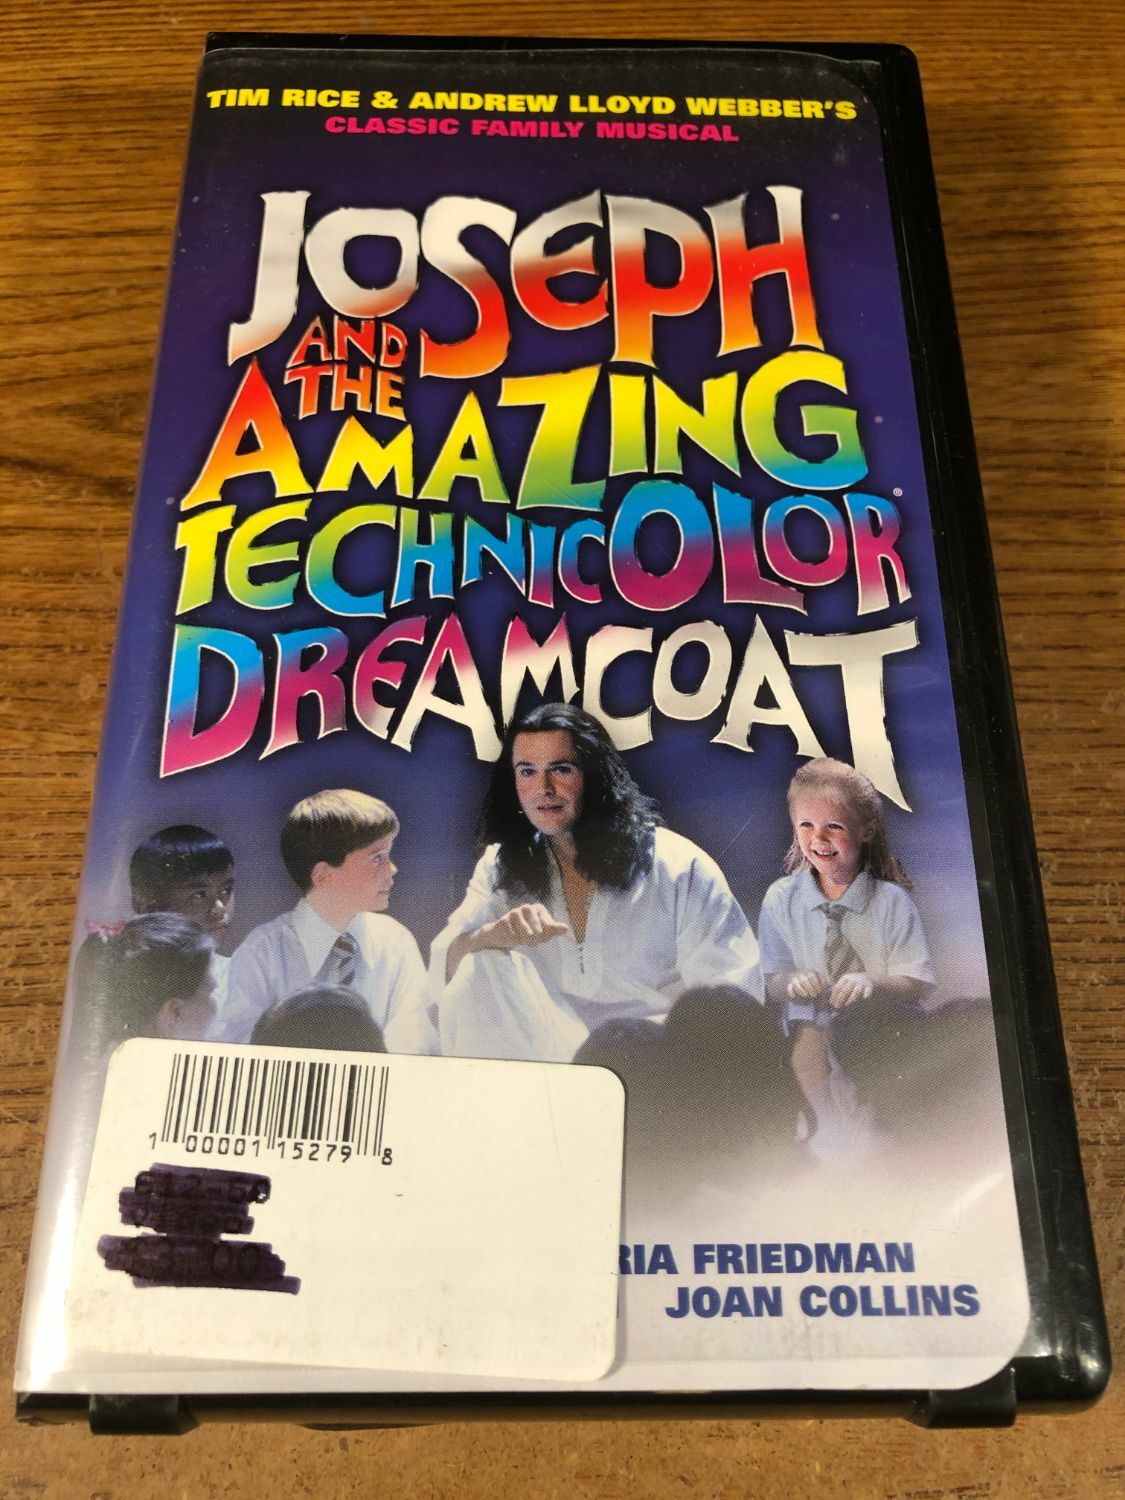 TIM RICE & ANDREW LLOYD WEBBER'S
CLASSIC FAMILY MUSICAL
JOSEPH
AND THE
AMAZING
TECHNICOLOR®
DREAMCOAT
1 00001 15279 8
RIA FRIEDMAN
JOAN COLLINS